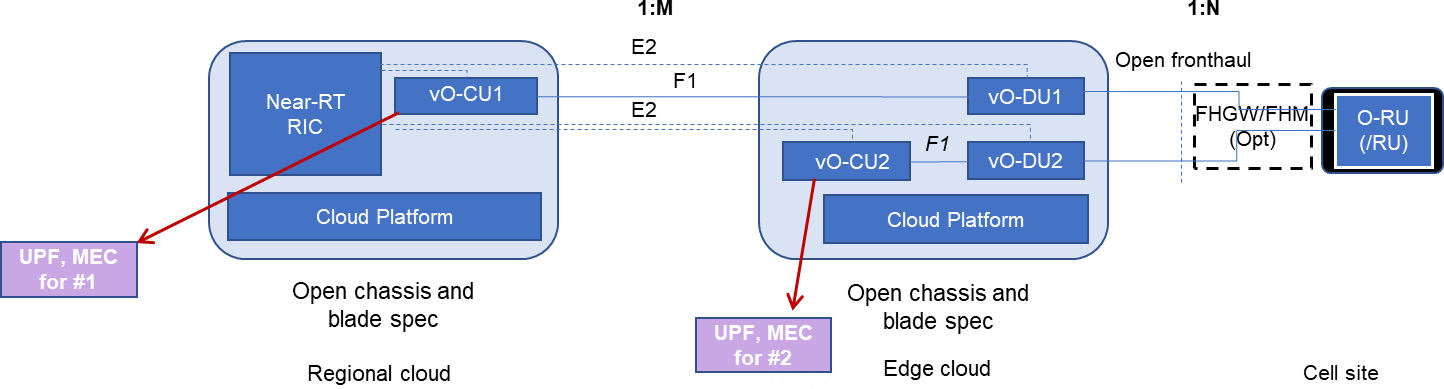 1:M
1:N
E2
Open fronthaul
F1
Near-RT
RIC
vO-CU1
vO-DU1
E2
FHGW/FHM
(Opt)
O-RU
(/RU)
F1
vO-CU2
vO-DU2
Cloud Platform
Cloud Platform
UPF, MEC
for #1
Open chassis and
blade spec
Open chassis and
blade spec
UPF, MEC
for #2
Regional cloud
Edge cloud
Cell site